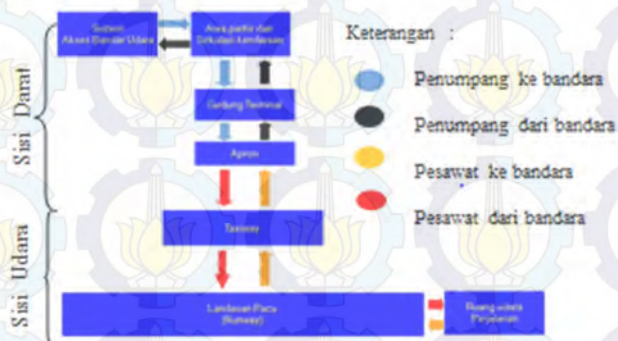 Sistem
Akses Bandar Udara
Area parkir dan
Sirkulasi kendaraan
Gedung Terminal
Apron
Taxiway
Landasan Pacu
(Runway)
Ruang udara
Perjalanan
Sisi Darat
Sisi Udara
Keterangan :
Penumpang ke bandara
Penumpang dari bandara
Pesawat ke bandara
Pesawat dari bandara